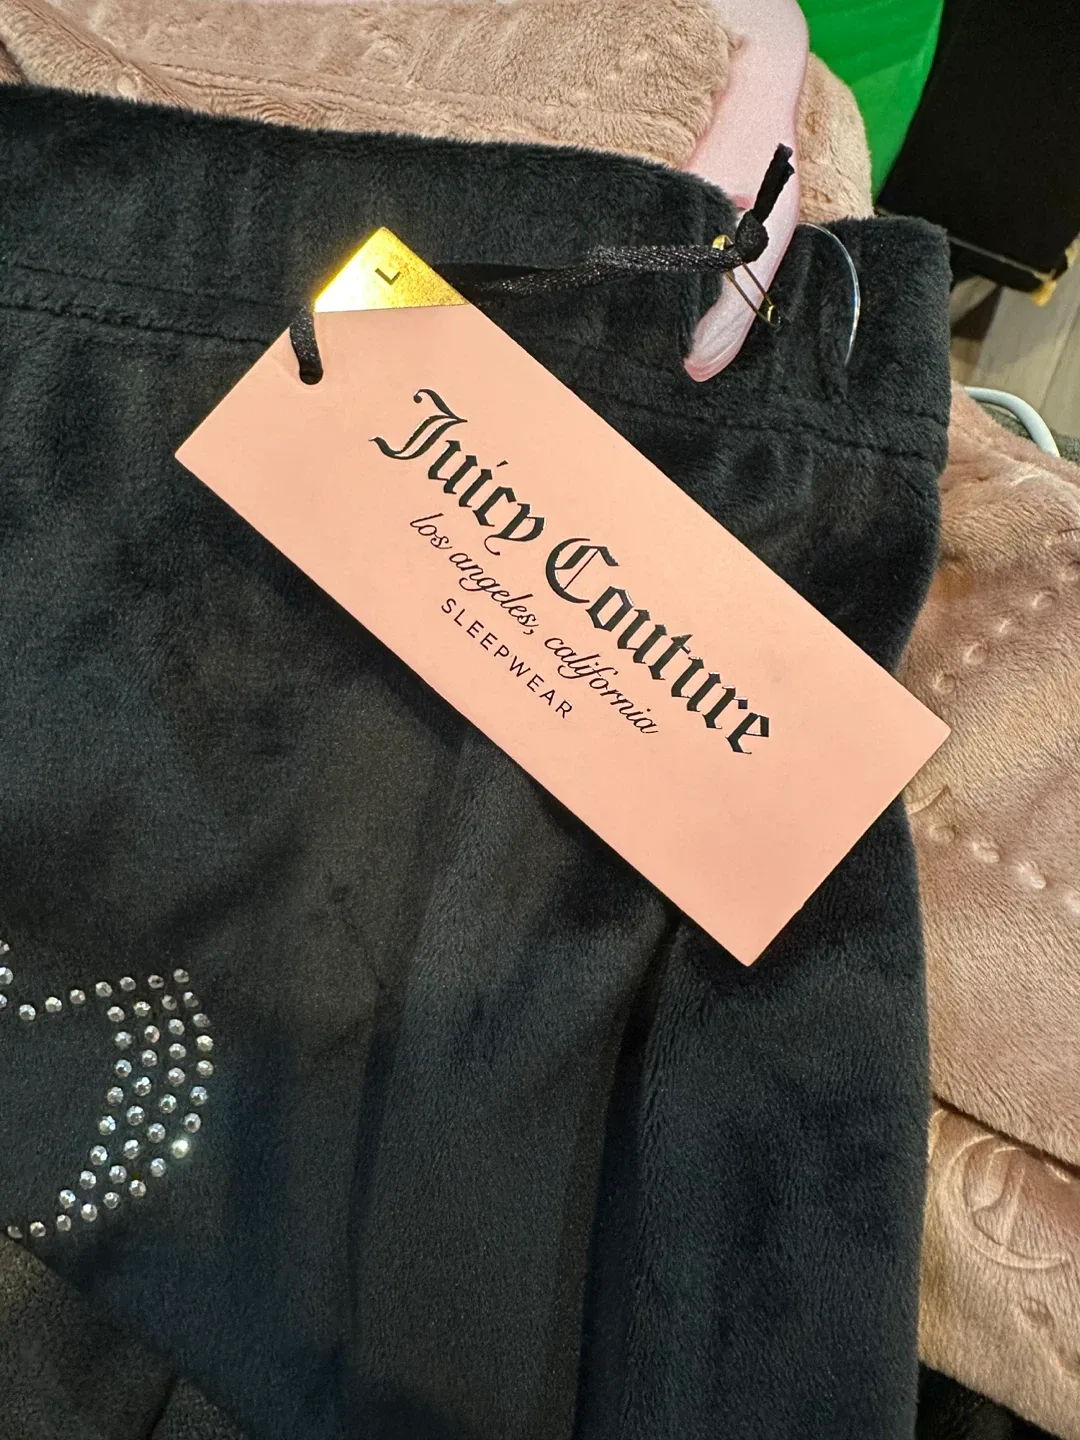 L
Juicy Couture
los angeles, california
SLEEPWEAR